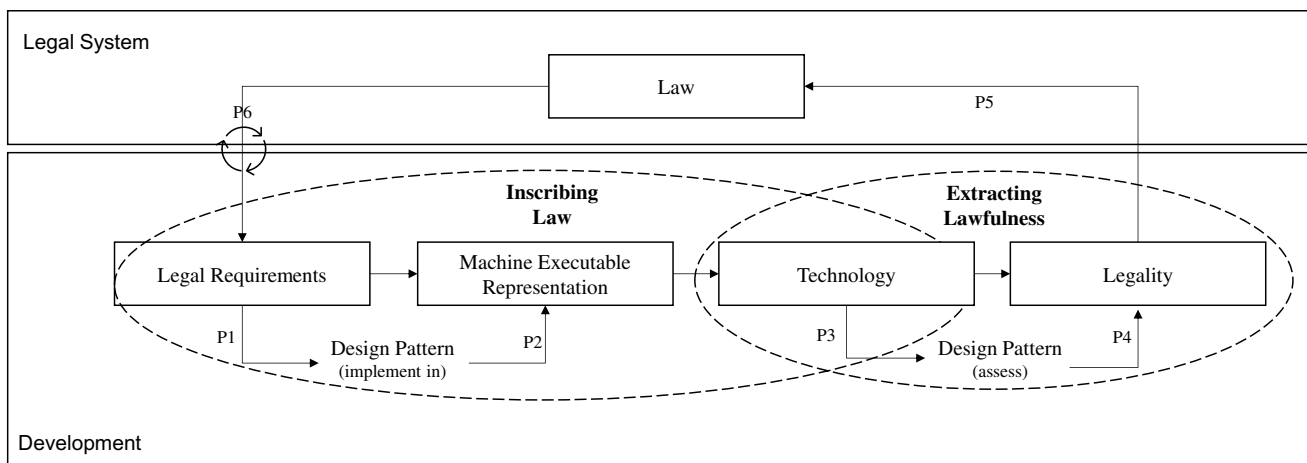 Legal System
Law
P6
P5
Inscribing
Law
Extracting
Lawfulness
Legal Requirements
Machine Executable
Representation
Technology
Legality
P1
Design Pattern
(implement in)
P2
P3
Design Pattern
(assess)
P4
Development